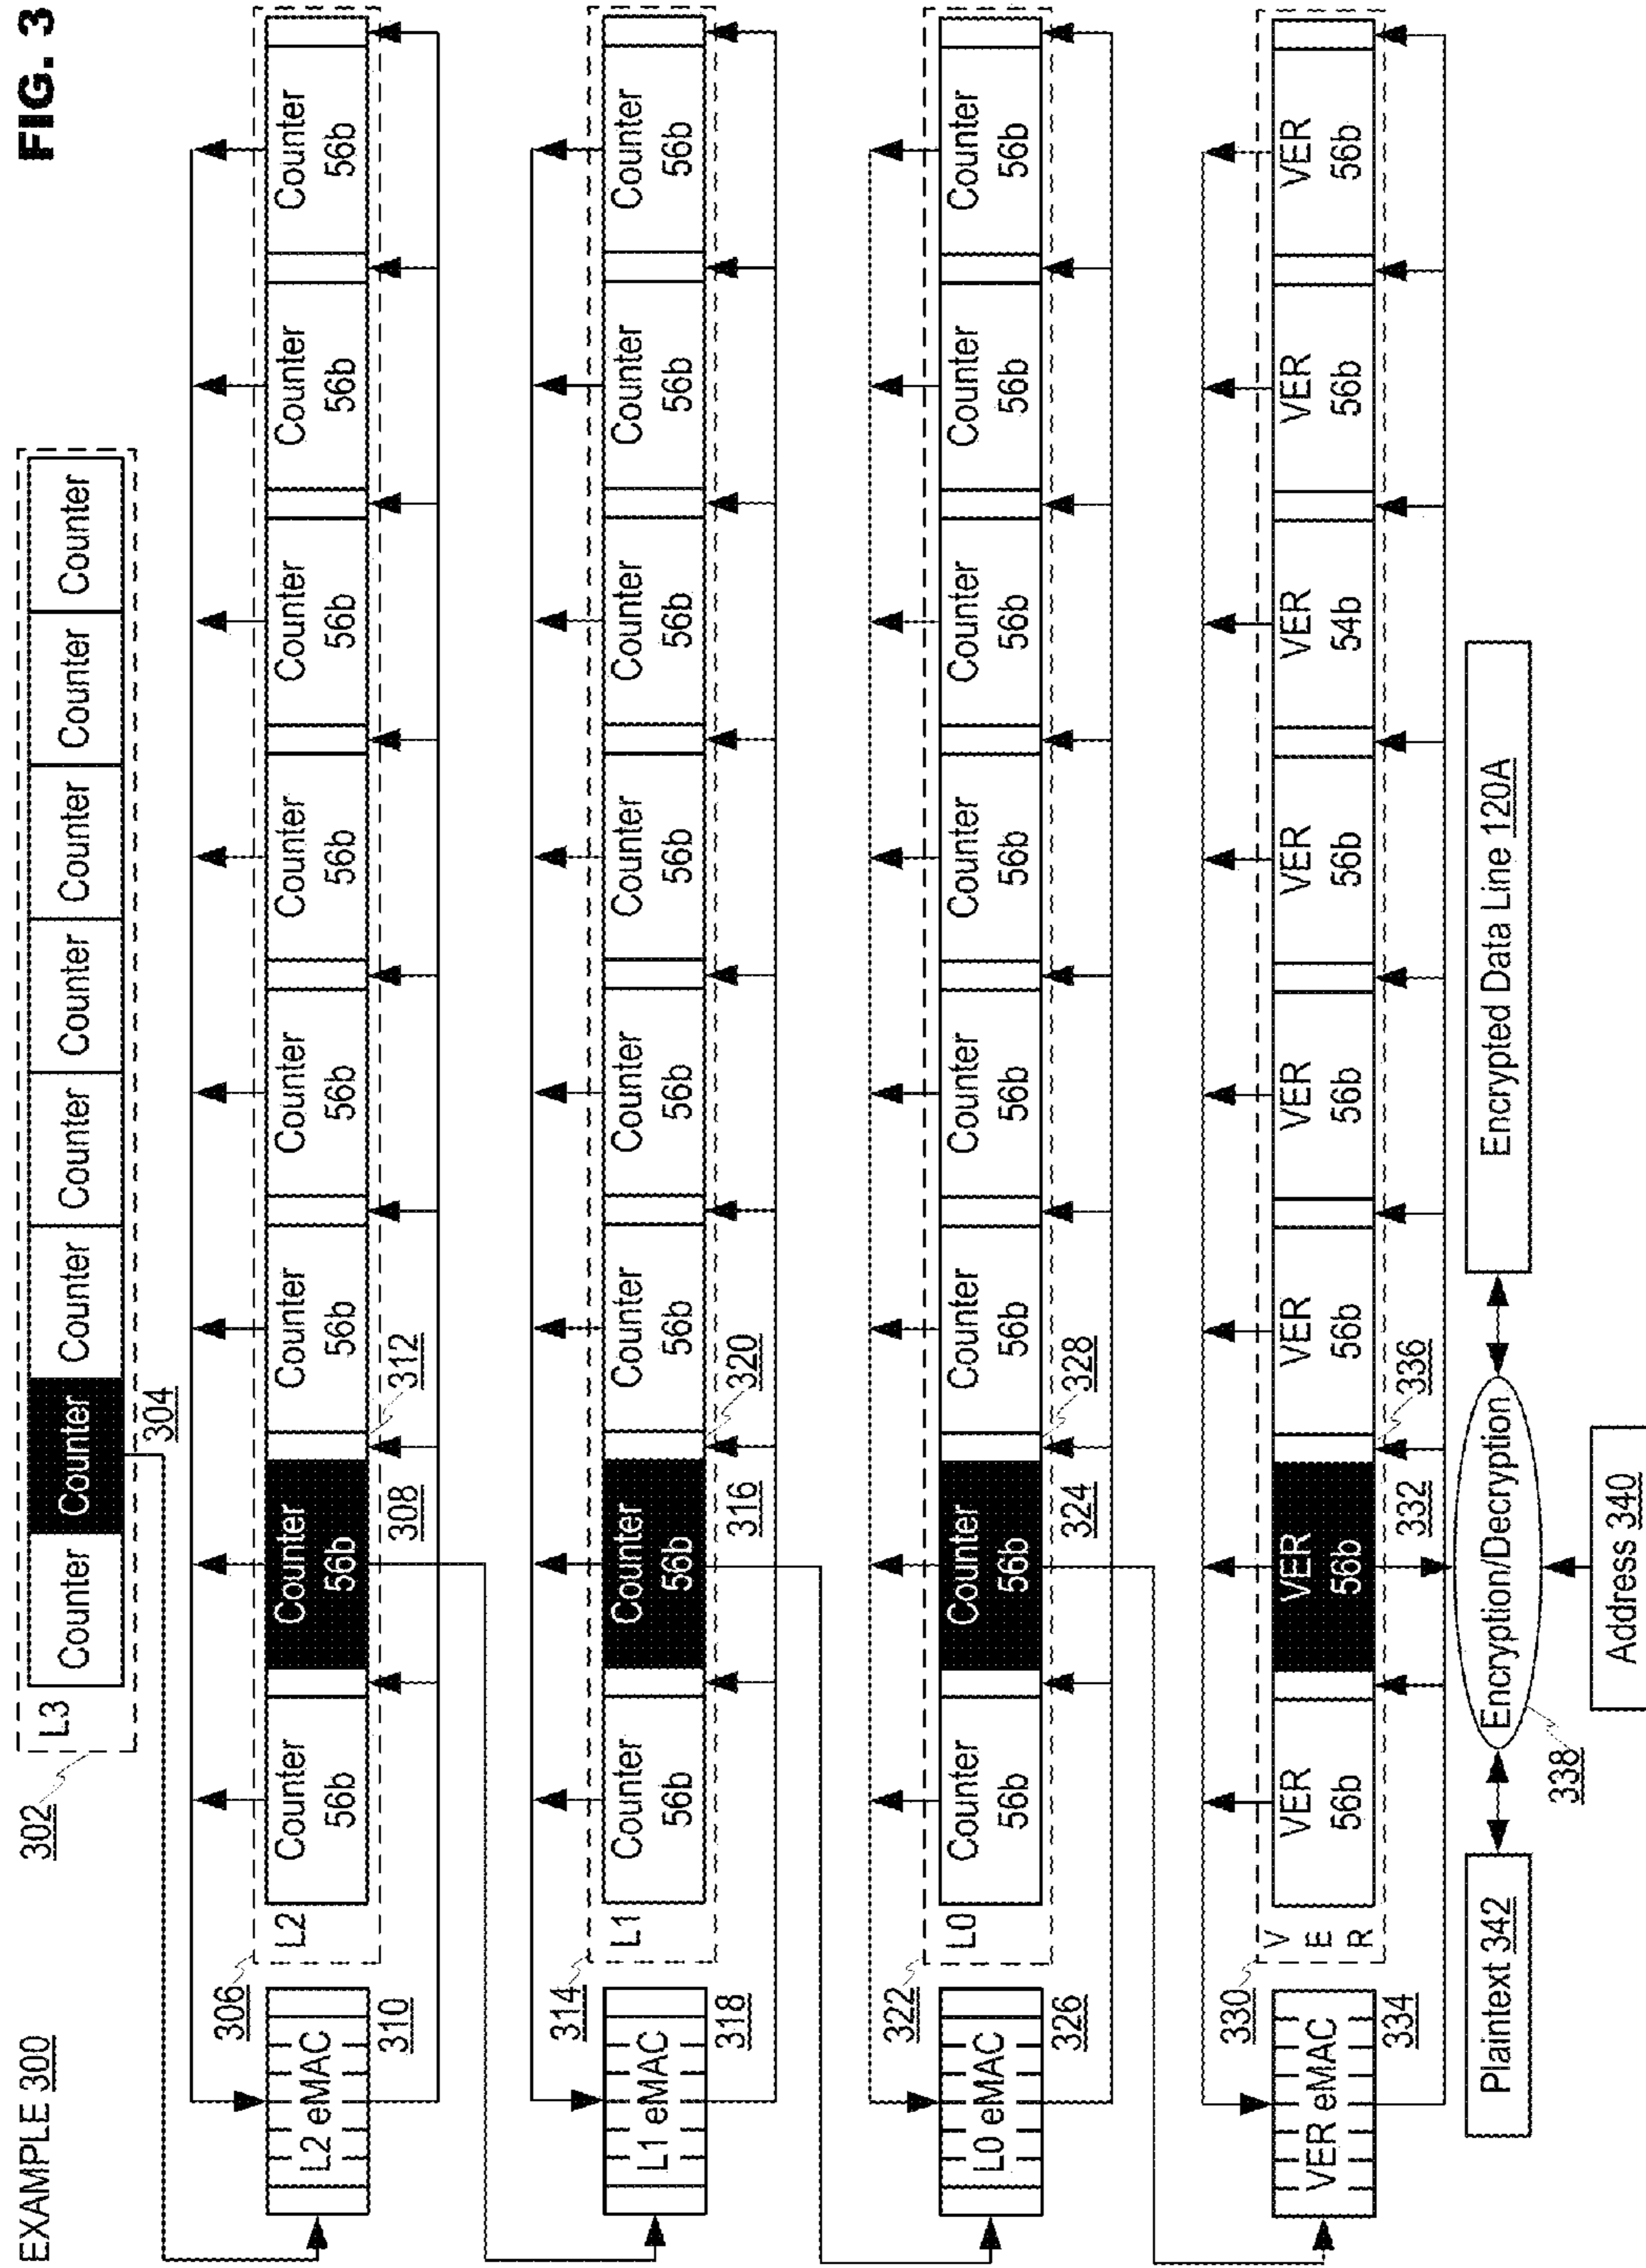 EXAMPLE 300
FIG. 3
302
L3 Counter Counter Counter Counter Counter Counter Counter Counter
304
306
L2 eMAC
L2
Counter Counter Counter Counter Counter Counter Counter Counter
56b 56b 56b 56b 56b 56b 56b 56b
310 308 312
314
L1 eMAC
L1
Counter Counter Counter Counter Counter Counter Counter Counter
56b 56b 56b 56b 56b 56b 56b 56b
318 316 320
322
L0 eMAC
L0
Counter Counter Counter Counter Counter Counter Counter Counter
56b 56b 56b 56b 56b 56b 56b 56b
326 324 328
330
VER eMAC
V
E
R
VER VER VER VER VER VER VER VER
56b 56b 56b 56b 56b 54b 56b 56b
334 332 336
Plaintext 342
Encryption/Decryption
Encrypted Data Line 120A
338
Address 340